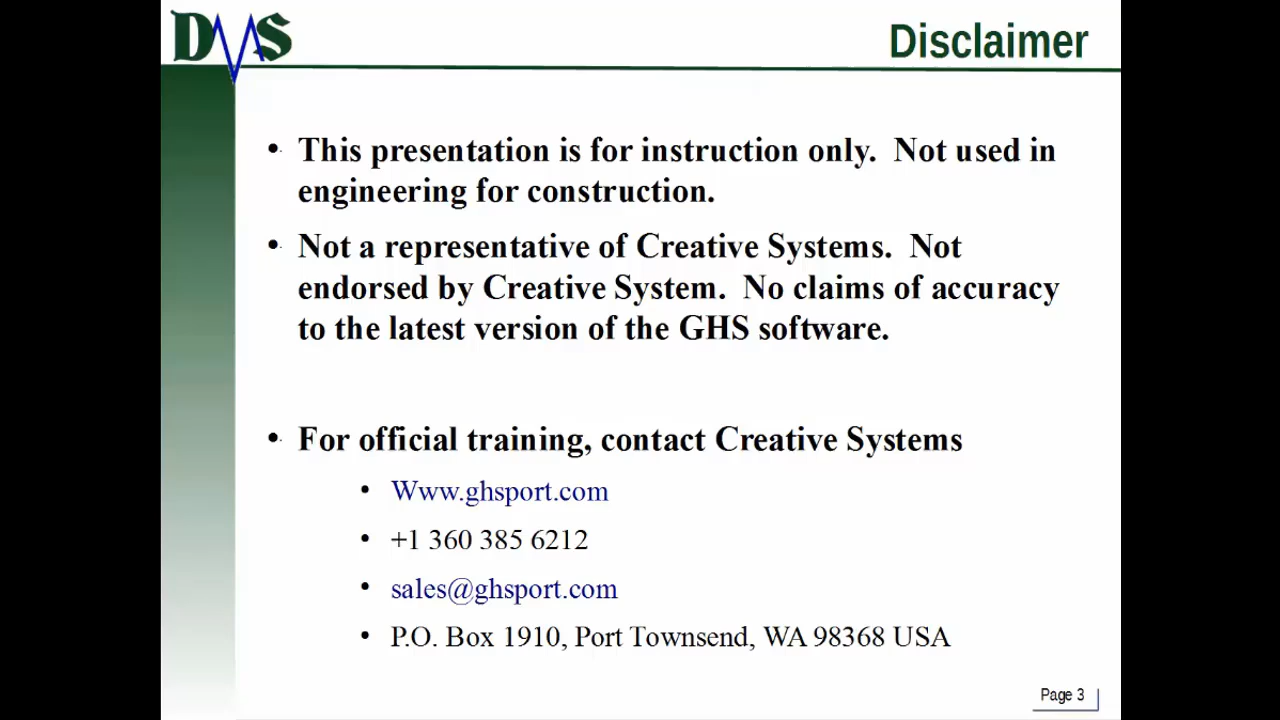 DMS
Disclaimer
• This presentation is for instruction only.  Not used in
engineering for construction.
• Not a representative of Creative Systems.  Not
endorsed by Creative System.  No claims of accuracy
to the latest version of the GHS software.
• For official training, contact Creative Systems
• Www.ghsport.com
• +1 360 385 6212
• sales@ghsport.com
• P.O. Box 1910, Port Townsend, WA 98368 USA
Page 3